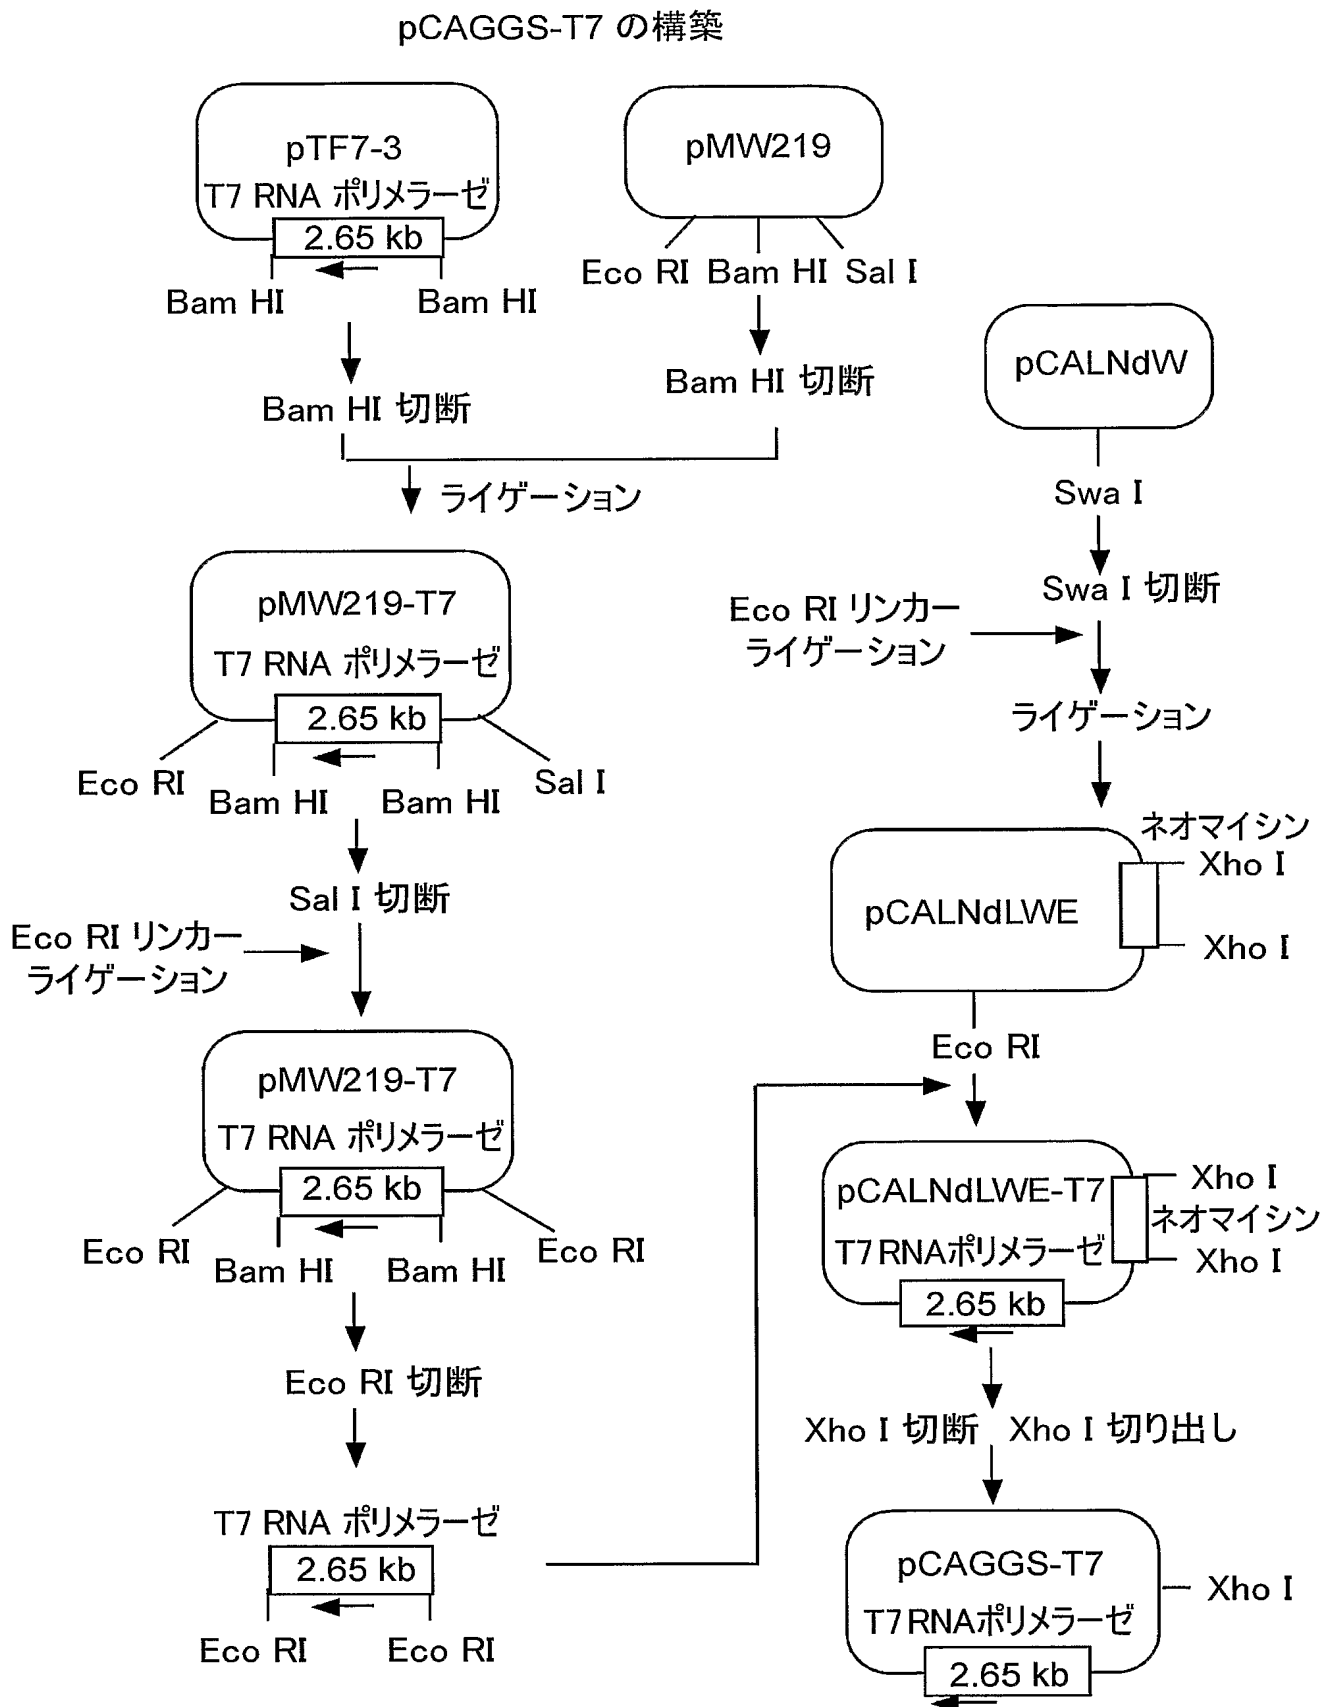 pCAGGS-T7 の構築
pTF7-3
T7 RNA ポリメラーゼ
2.65 kb
Bam HI
Bam HI
Bam HI 切断
pMW219
Eco RI Bam HI Sal I
Bam HI 切断
ライゲーション
pMW219-T7
T7 RNA ポリメラーゼ
2.65 kb
Eco RI
Bam HI
Bam HI
Sal I
Sal I 切断
Eco RI リンカー
ライゲーション
pMW219-T7
T7 RNA ポリメラーゼ
2.65 kb
Eco RI
Bam HI
Bam HI
Eco RI
Eco RI 切断
T7 RNA ポリメラーゼ
2.65 kb
Eco RI
Eco RI
pCALNdW
Swa I
Swa I 切断
Eco RI リンカー
ライゲーション
ライゲーション
ネオマイシン
Xho I
pCALNdLWE
Xho I
Eco RI
pCALNdLWE-T7
Xho I
ネオマイシン
T7 RNAポリメラーゼ
Xho I
2.65 kb
Xho I 切断
Xho I 切り出し
pCAGGS-T7
Xho I
T7 RNAポリメラーゼ
2.65 kb